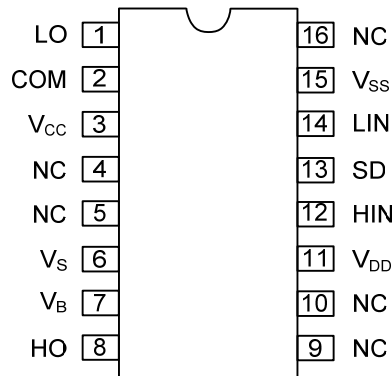 LO 1 16 NC
COM 2 15 VSS
VCC 3 14 LIN
NC 4 13 SD
NC 5 12 HIN
VS 6 11 VDD
VB 7 10 NC
HO 8 9 NC